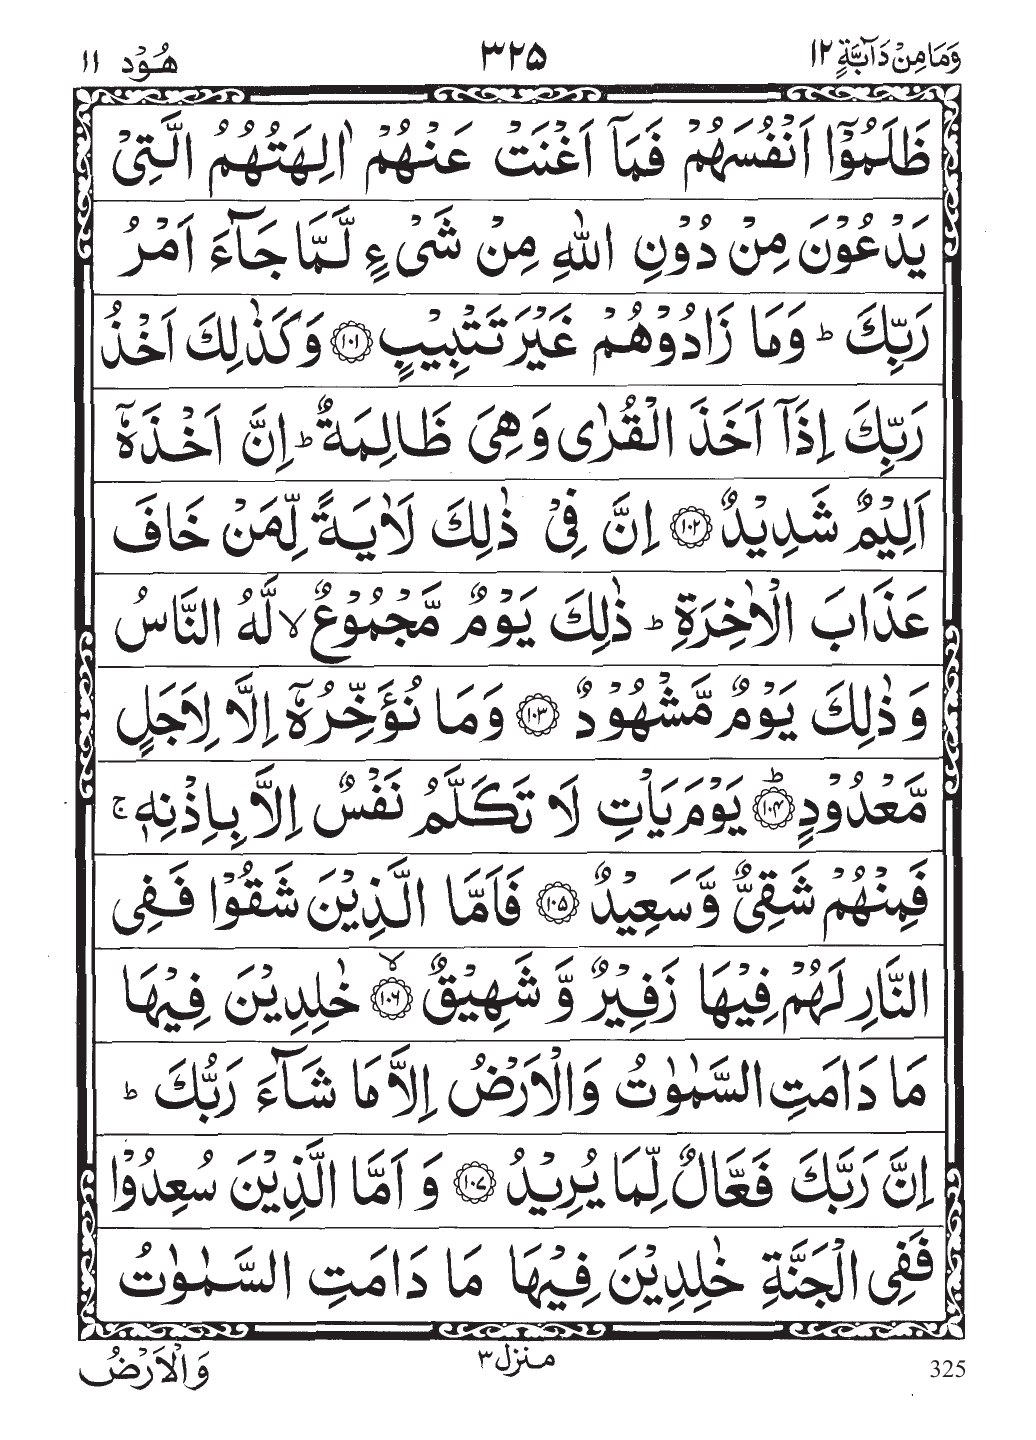 وَمَا مِنْ دَآبَّةٍ ۱۲ ۳۲۵ هُوْد ۱۱
ظَلَمُوْٓا اَنْفُسَهُمْ فَمَآ اَغْنَتْ عَنْهُمْ اٰلِهَتُهُمُ الَّتِىْ
يَدْعُوْنَ مِنْ دُوْنِ اللّٰهِ مِنْ شَىْءٍ لَّمَّا جَآءَ اَمْرُ
رَبِّكَ ؕ وَمَا زَادُوْهُمْ غَيْرَ تَتْبِيْبٍ ﴿۱۰۱﴾ وَكَذٰلِكَ اَخْذُ
رَبِّكَ اِذَآ اَخَذَ الْقُرٰى وَهِىَ ظَالِمَةٌ ؕ اِنَّ اَخْذَهٗٓ
اَلِيْمٌ شَدِيْدٌ ﴿۱۰۲﴾ اِنَّ فِىْ ذٰلِكَ لَاٰيَةً لِّمَنْ خَافَ
عَذَابَ الْاٰخِرَةِ ؕ ذٰلِكَ يَوْمٌ مَّجْمُوْعٌ ۙ لَّهُ النَّاسُ
وَذٰلِكَ يَوْمٌ مَّشْهُوْدٌ ﴿۱۰۳﴾ وَمَا نُؤَخِّرُهٗٓ اِلَّا لِاَجَلٍ
مَّعْدُوْدٍ ؕ﴿۱۰۴﴾ يَوْمَ يَاْتِ لَا تَكَلَّمُ نَفْسٌ اِلَّا بِاِذْنِهٖ ۚ
فَمِنْهُمْ شَقِىٌّ وَّسَعِيْدٌ ﴿۱۰۵﴾ فَاَمَّا الَّذِيْنَ شَقُوْا فَفِى
النَّارِ لَهُمْ فِيْهَا زَفِيْرٌ وَّشَهِيْقٌ ۙ﴿۱۰۶﴾ خٰلِدِيْنَ فِيْهَا
مَا دَامَتِ السَّمٰوٰتُ وَالْاَرْضُ اِلَّا مَا شَآءَ رَبُّكَ ؕ
اِنَّ رَبَّكَ فَعَّالٌ لِّمَا يُرِيْدُ ﴿۱۰۷﴾ وَاَمَّا الَّذِيْنَ سُعِدُوْا
فَفِى الْجَنَّةِ خٰلِدِيْنَ فِيْهَا مَا دَامَتِ السَّمٰوٰتُ
325 منزل ۳ وَالْاَرْضُ